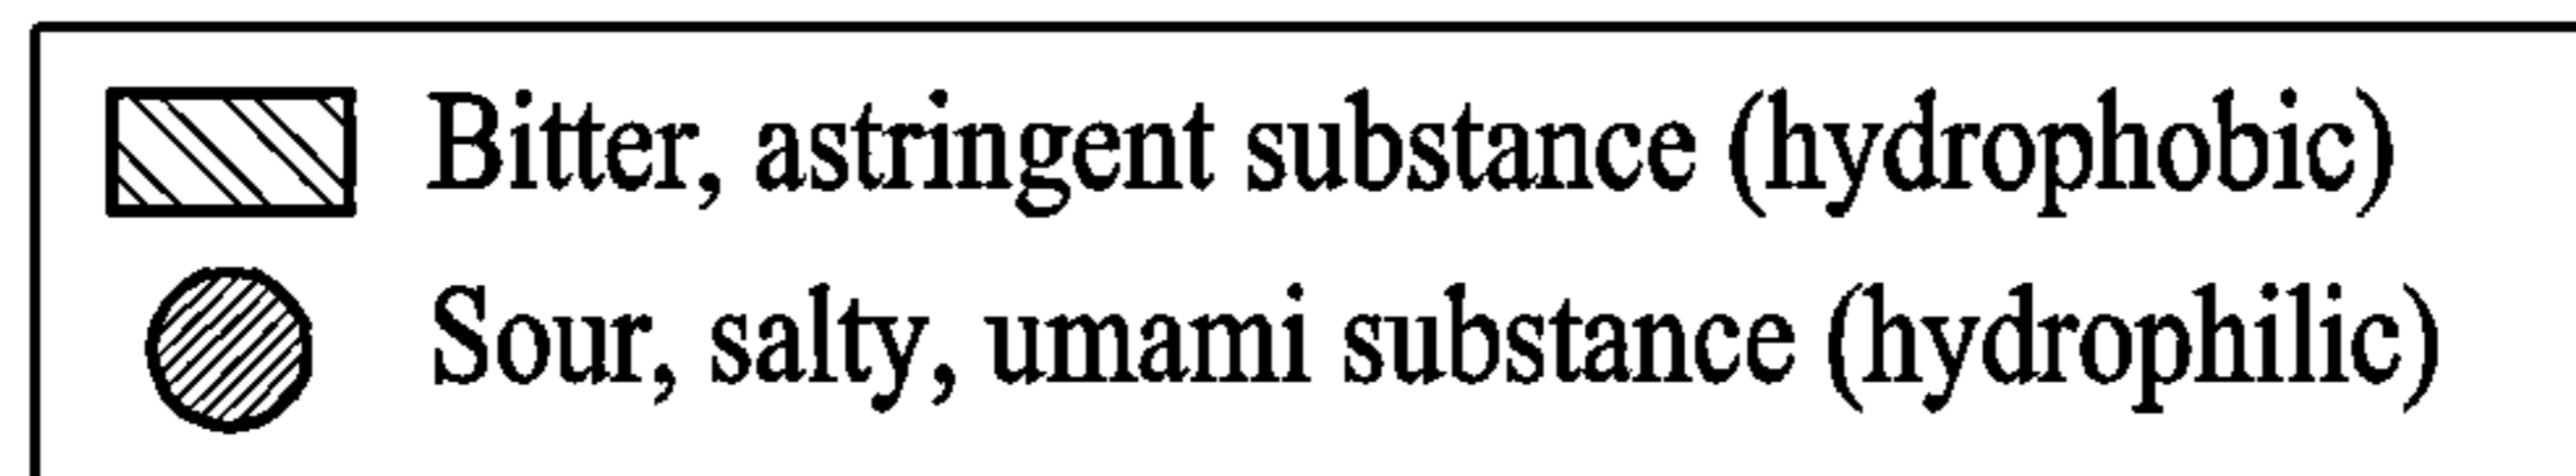 Bitter, astringent substance (hydrophobic)
Sour, salty, umami substance (hydrophilic)